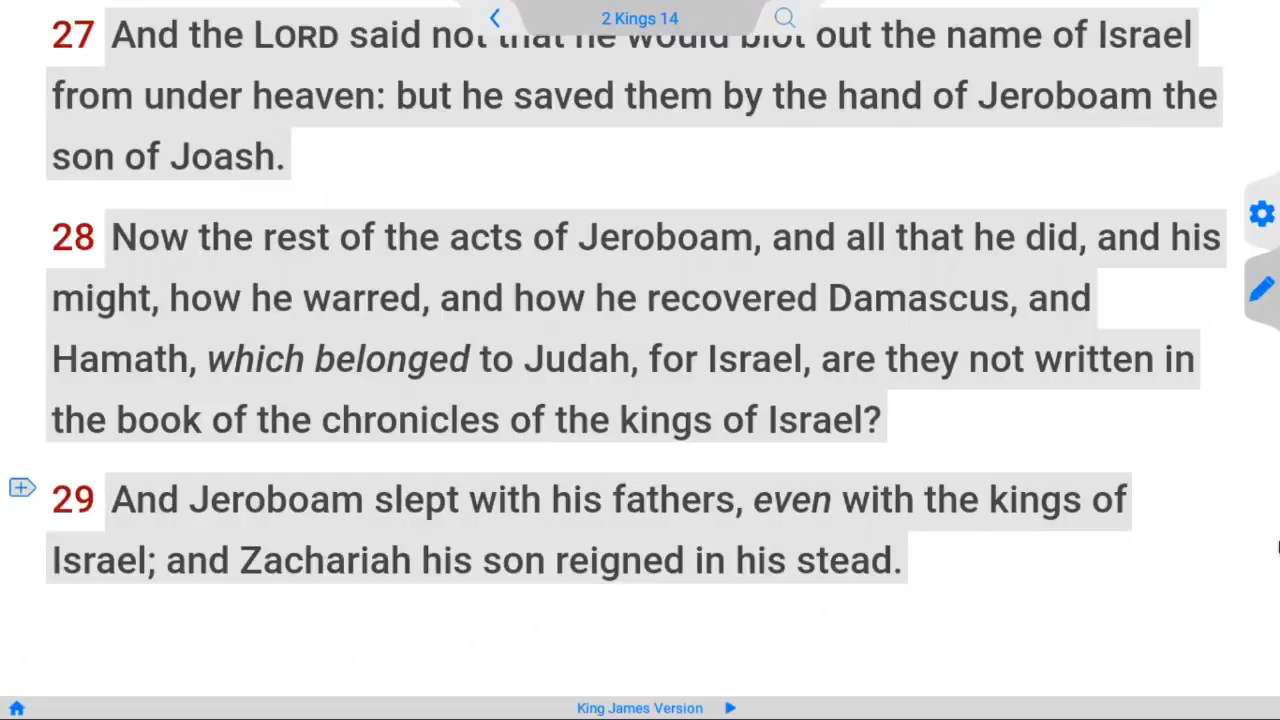 2 Kings 14
27 And the LORD said not that he would blot out the name of Israel
from under heaven: but he saved them by the hand of Jeroboam the
son of Joash.
28 Now the rest of the acts of Jeroboam, and all that he did, and his
might, how he warred, and how he recovered Damascus, and
Hamath, which belonged to Judah, for Israel, are they not written in
the book of the chronicles of the kings of Israel?
29 And Jeroboam slept with his fathers, even with the kings of
Israel; and Zachariah his son reigned in his stead.
King James Version